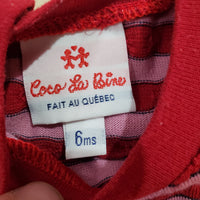 Coco La Bine
FAIT AU QUÉBEC
6ms